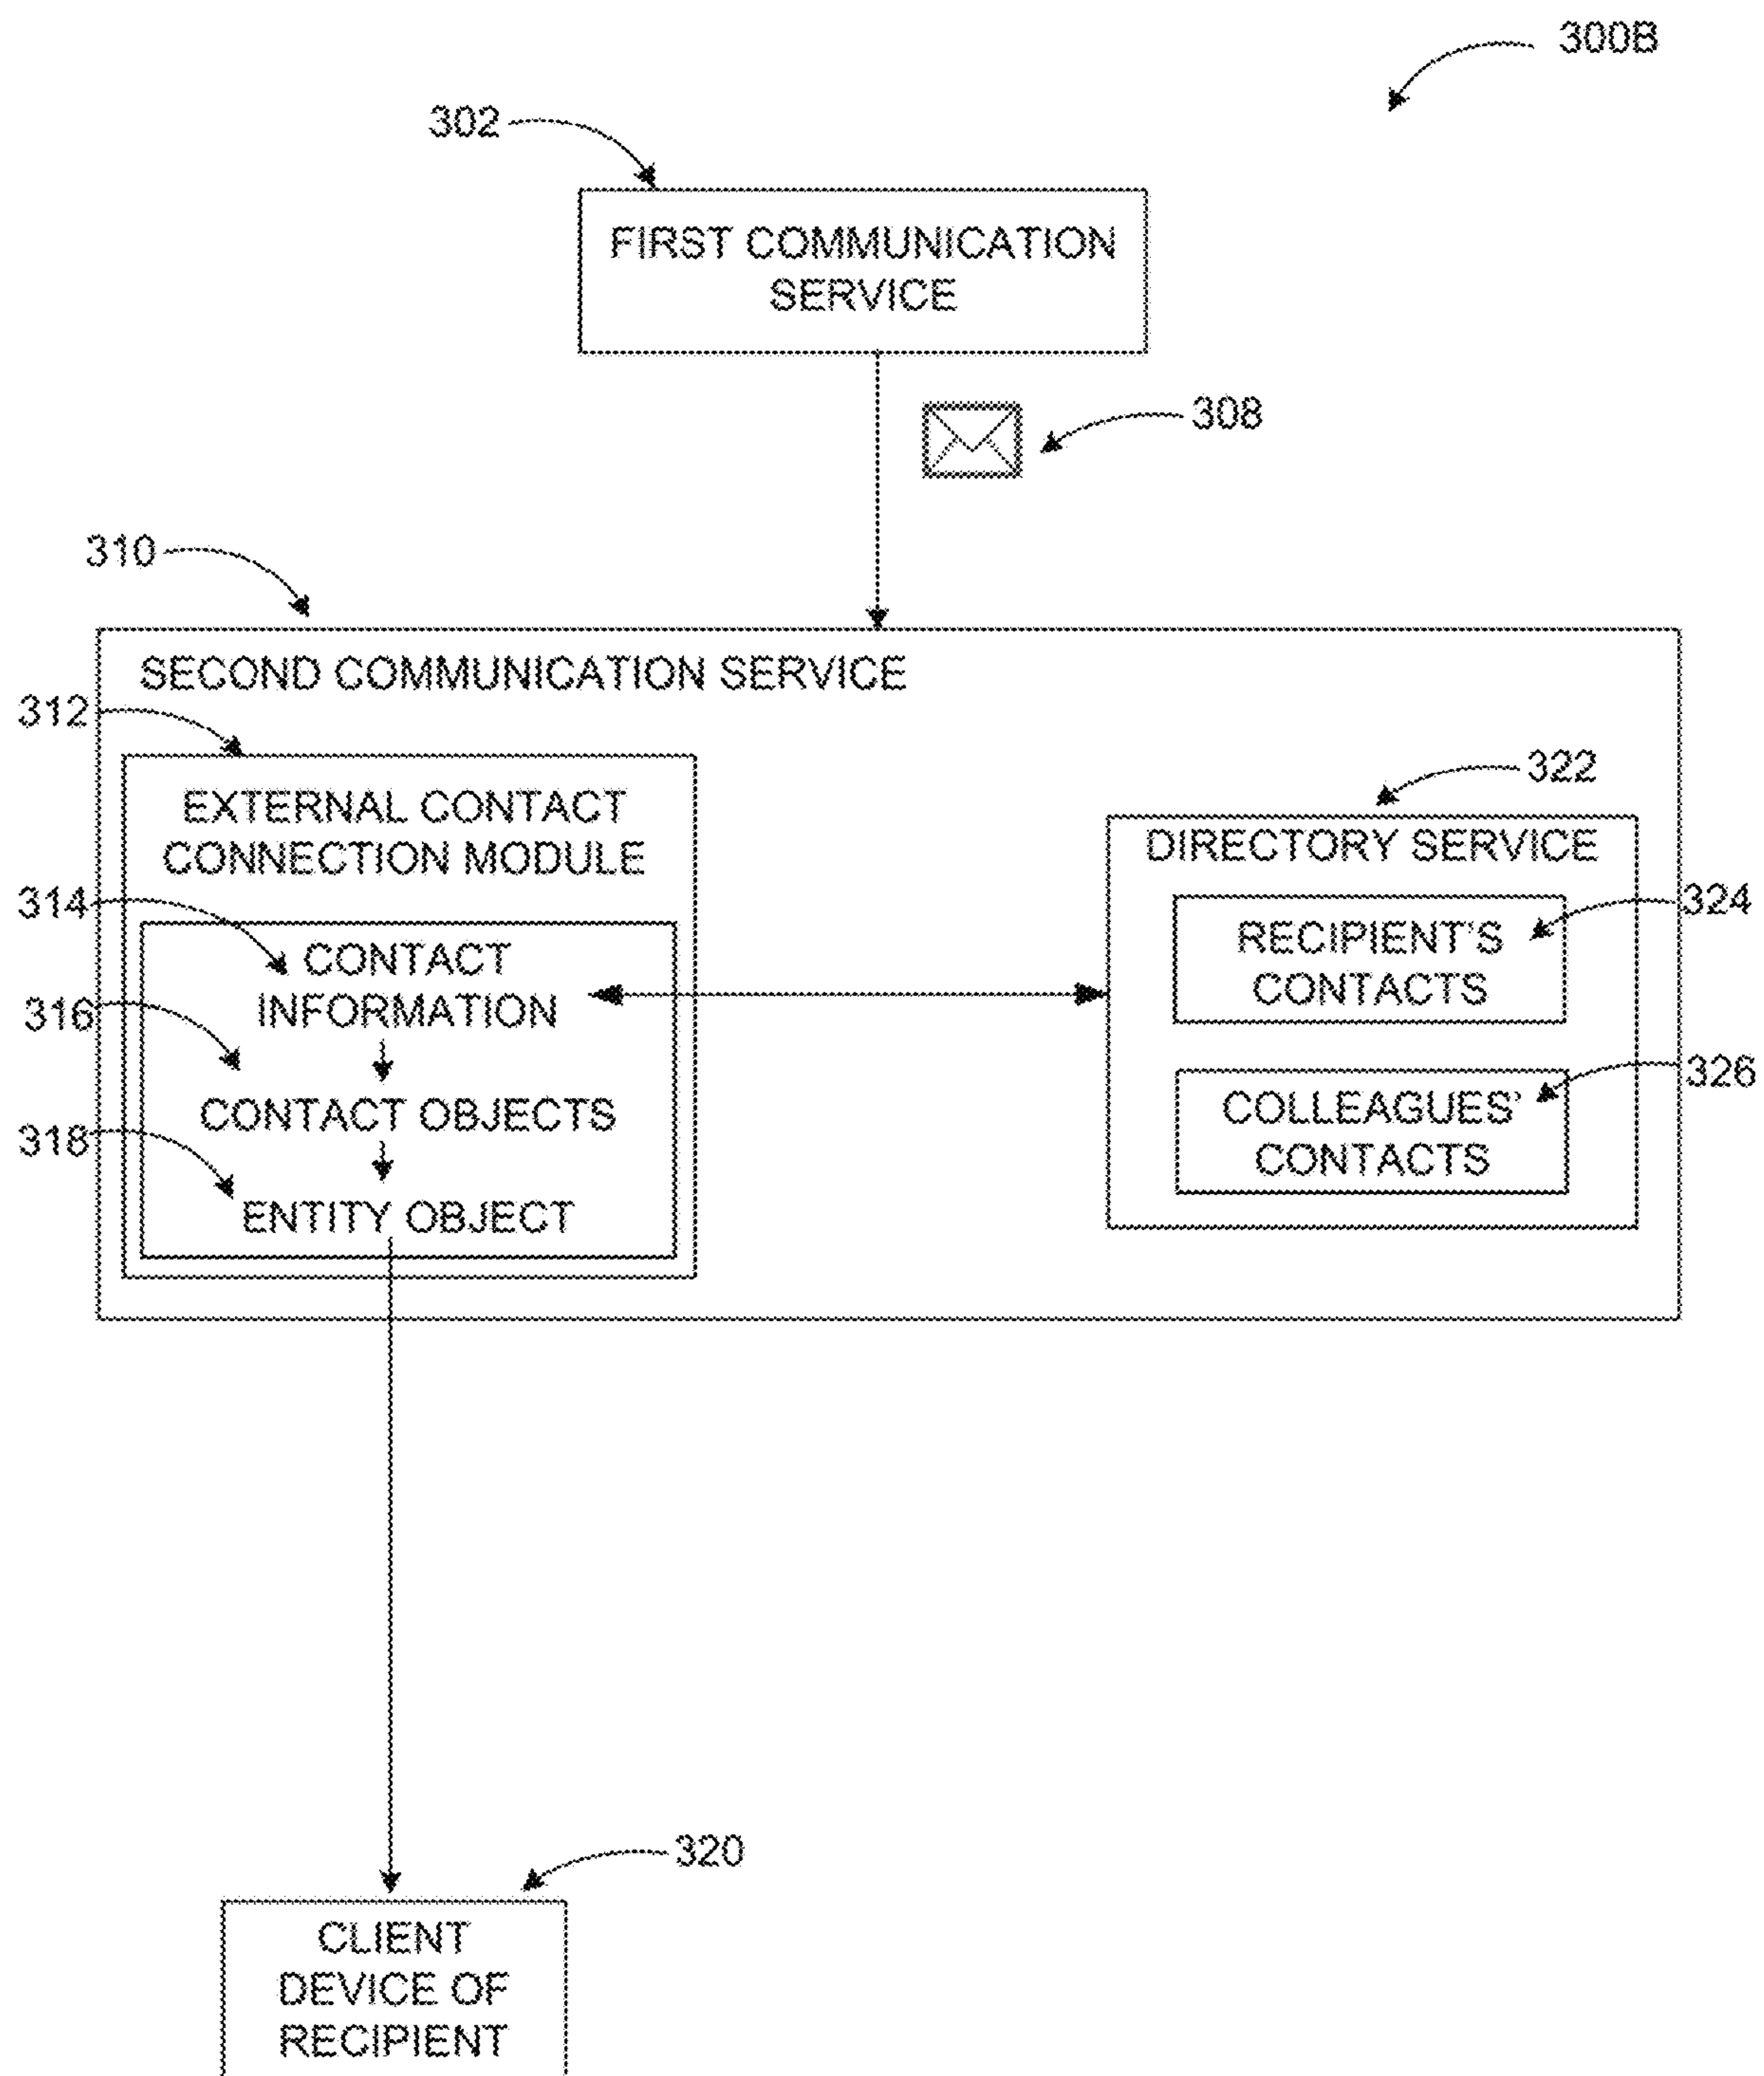 300B
302
FIRST COMMUNICATION
SERVICE
308
310
SECOND COMMUNICATION SERVICE
312
EXTERNAL CONTACT
CONNECTION MODULE
314
CONTACT
INFORMATION
316
CONTACT OBJECTS
318
ENTITY OBJECT
322
DIRECTORY SERVICE
324
RECIPIENT'S
CONTACTS
326
COLLEAGUES'
CONTACTS
320
CLIENT
DEVICE OF
RECIPIENT